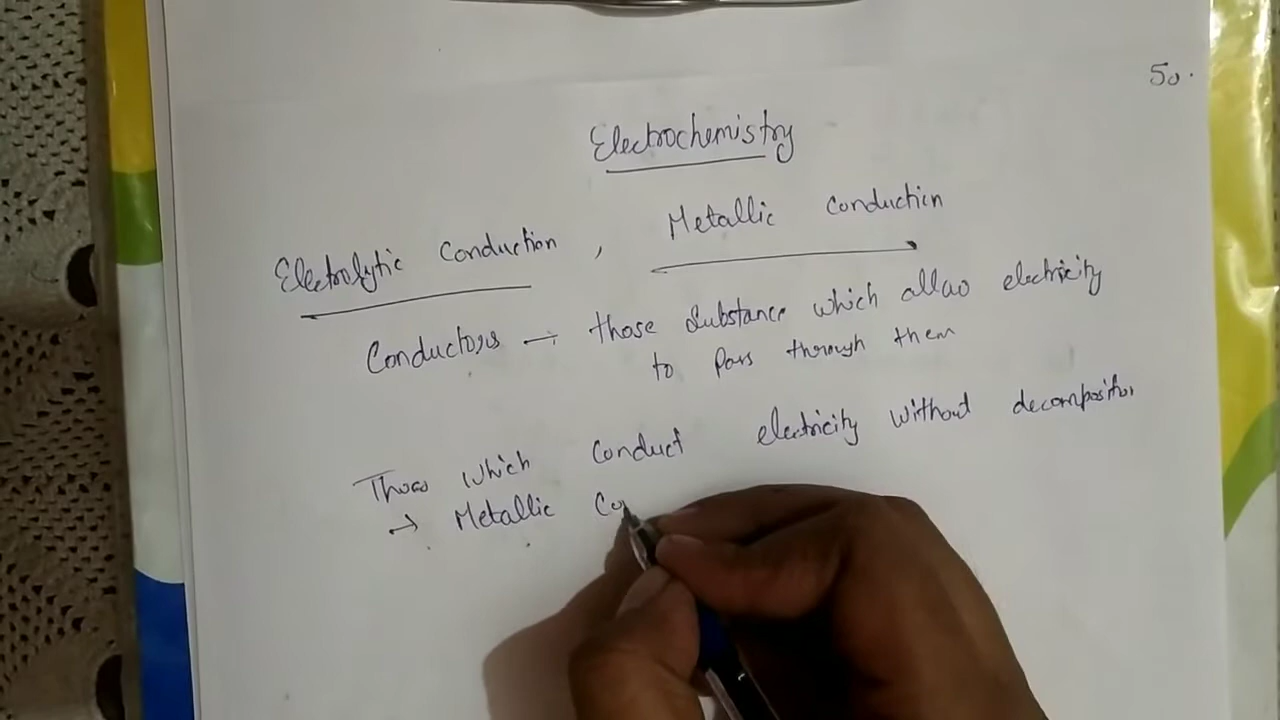 50.
Electrochemistry
Electrolytic Conduction , Metallic Conduction
Conductors → those substance which allow electricity
to pass through them
Those which conduct electricity without decomposition
→ Metallic Co